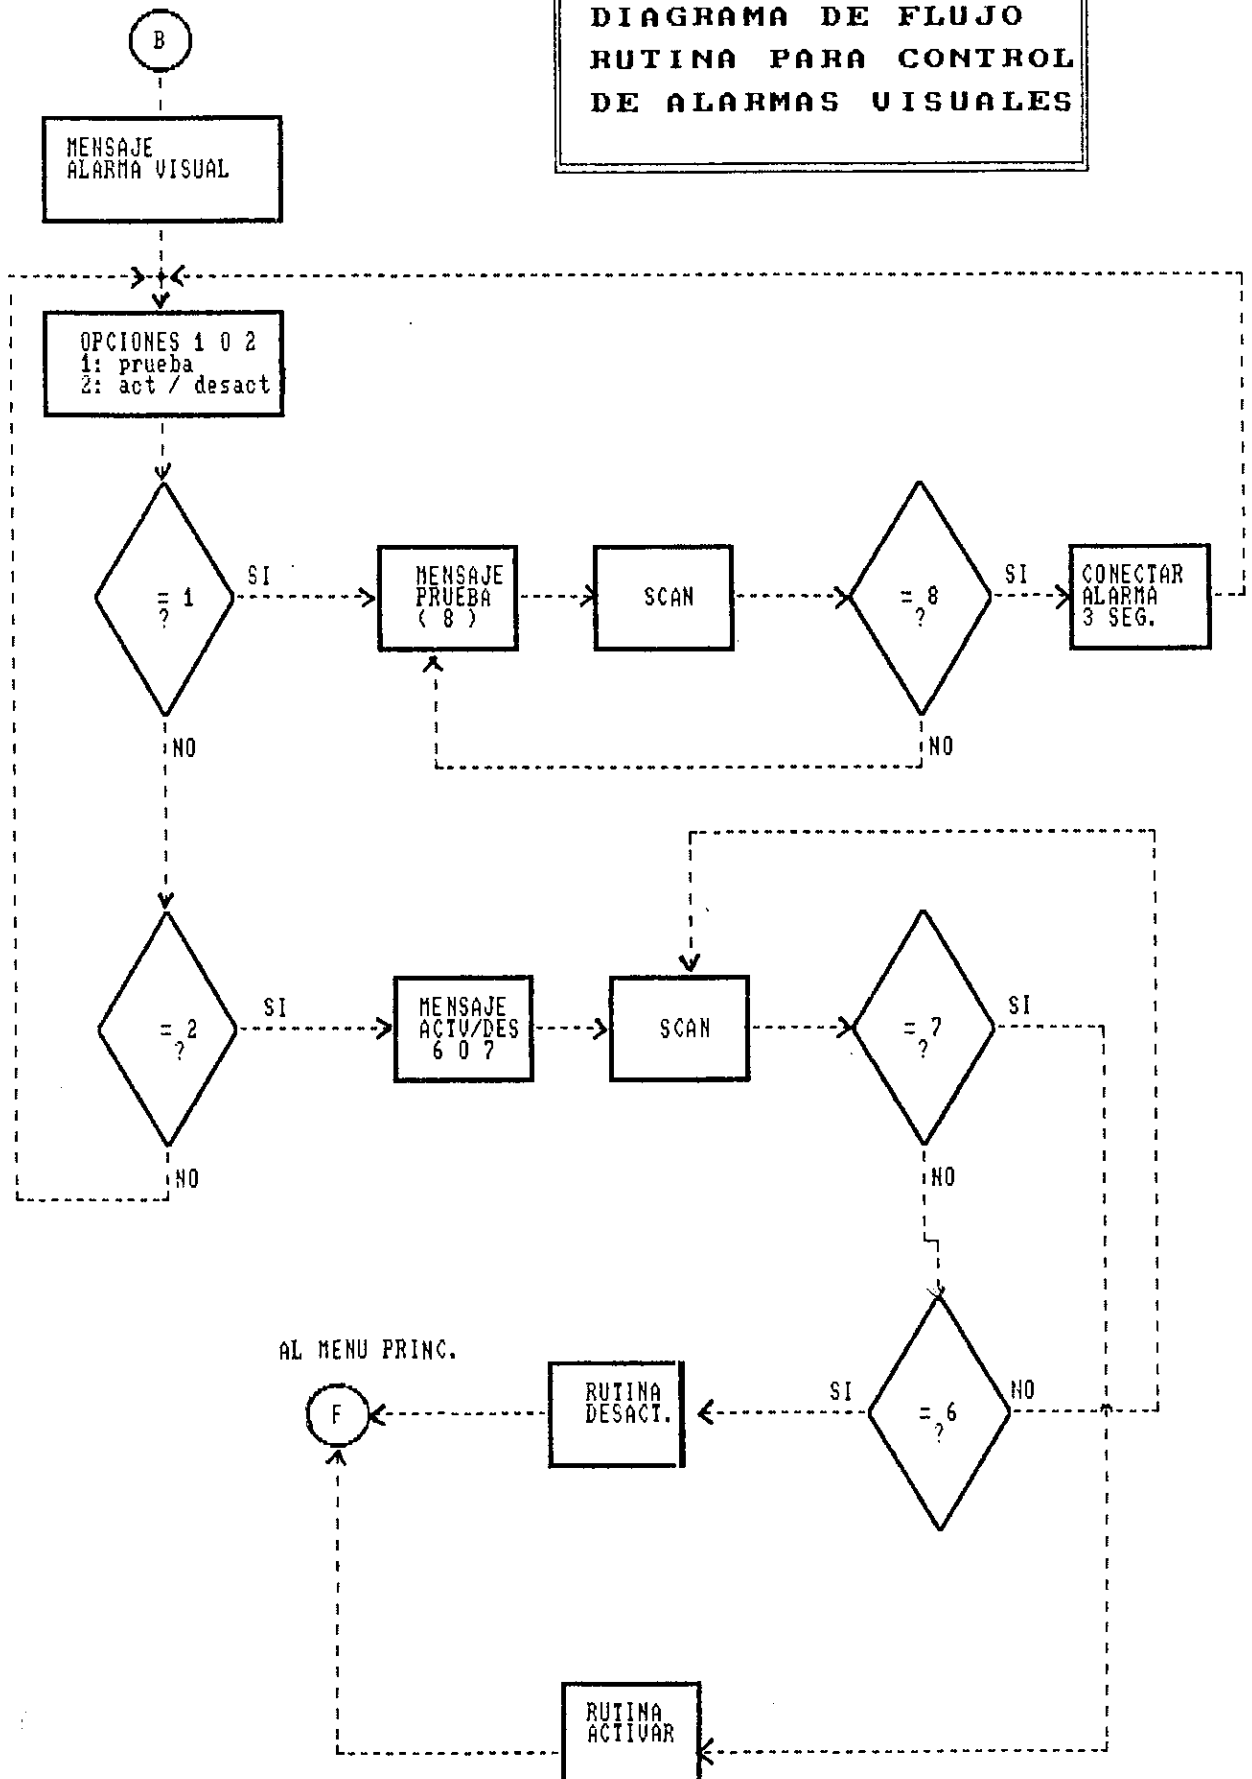 B
DIAGRAMA DE FLUJO
RUTINA PARA CONTROL
DE ALARMAS VISUALES
MENSAJE
ALARMA VISUAL
OPCIONES 1 O 2
1: prueba
2: act / desact
= 1
?
SI
NO
MENSAJE
PRUEBA
( 8 )
SCAN
= 8
?
SI
NO
CONECTAR
ALARMA
3 SEG.
= 2
?
SI
NO
MENSAJE
ACTV/DES
6 O 7
SCAN
= 7
?
SI
NO
= 6
?
SI
NO
RUTINA
DESACT.
AL MENU PRINC.
F
RUTINA
ACTIVAR